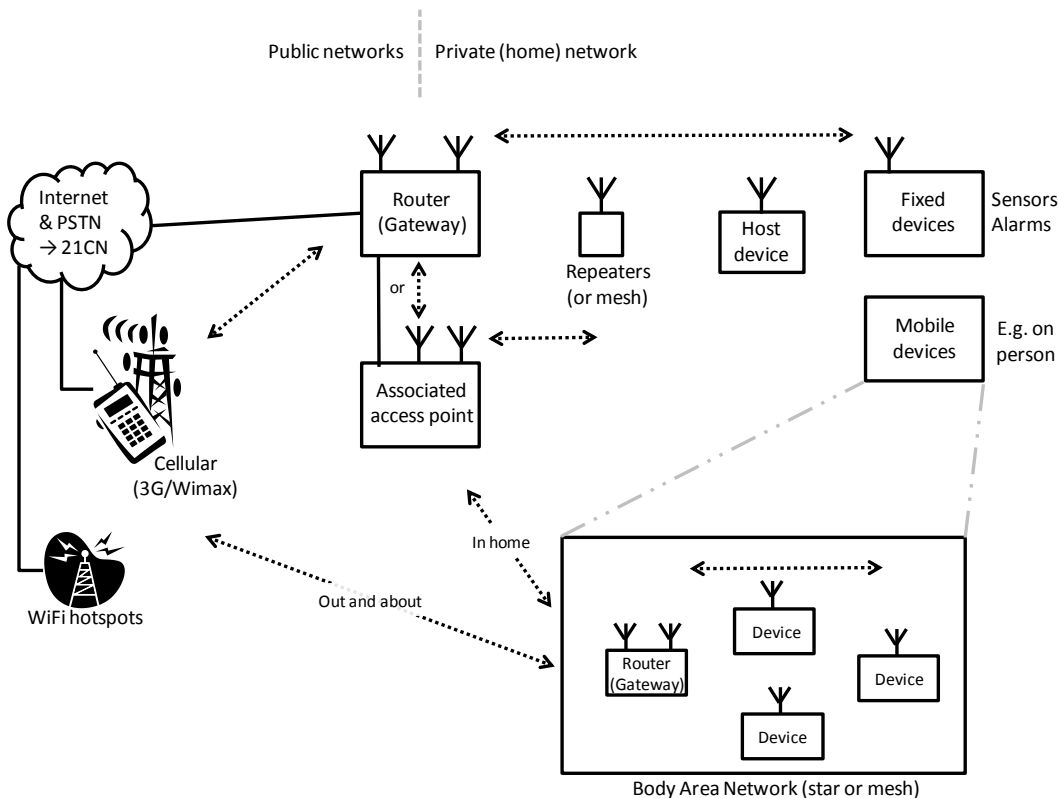 Public networks
Private (home) network
Internet
& PSTN
→ 21CN
Router
(Gateway)
or
Associated
access point
Repeaters
(or mesh)
Host
device
Fixed
devices
Sensors
Alarms
Mobile
devices
E.g. on
person
Cellular
(3G/Wimax)
WiFi hotspots
In home
Out and about
Router
(Gateway)
Device
Device
Device
Body Area Network (star or mesh)